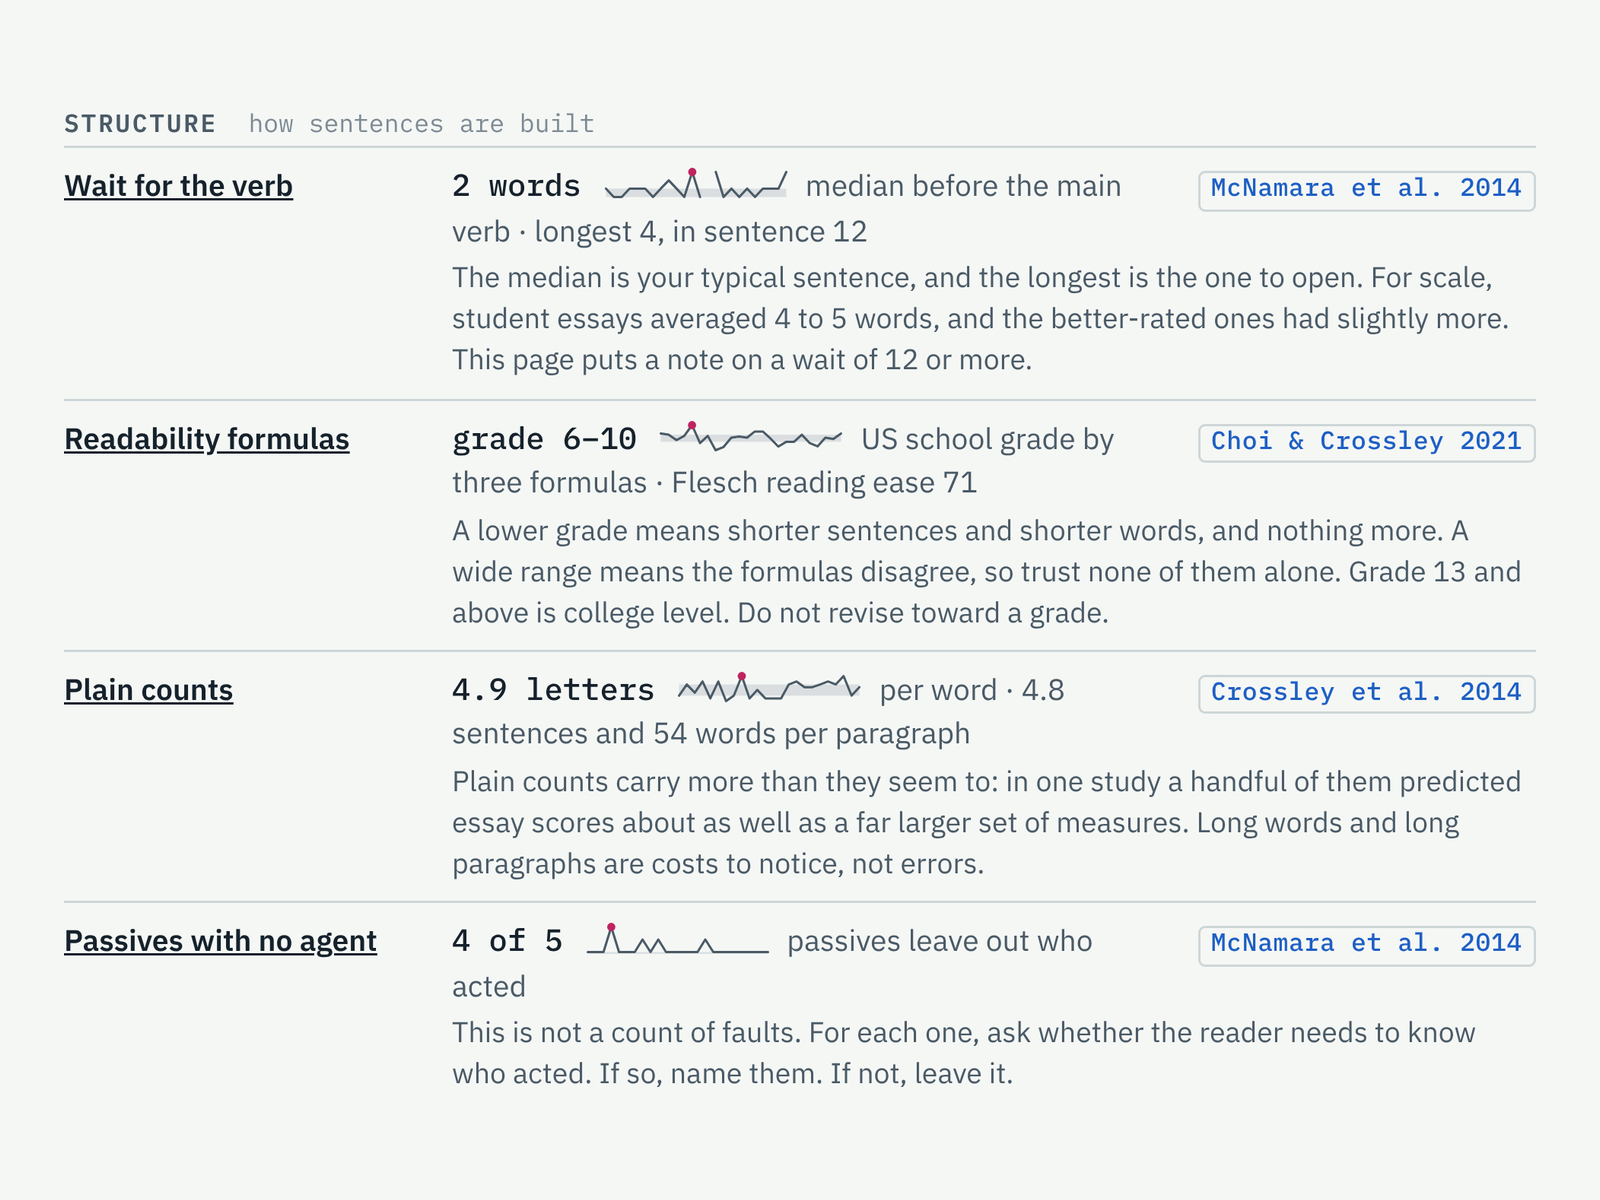 STRUCTURE how sentences are built
Wait for the verb 2 words median before the main McNamara et al. 2014
verb · longest 4, in sentence 12
The median is your typical sentence, and the longest is the one to open. For scale,
student essays averaged 4 to 5 words, and the better-rated ones had slightly more.
This page puts a note on a wait of 12 or more.
Readability formulas grade 6–10 US school grade by Choi & Crossley 2021
three formulas · Flesch reading ease 71
A lower grade means shorter sentences and shorter words, and nothing more. A
wide range means the formulas disagree, so trust none of them alone. Grade 13 and
above is college level. Do not revise toward a grade.
Plain counts 4.9 letters per word · 4.8 Crossley et al. 2014
sentences and 54 words per paragraph
Plain counts carry more than they seem to: in one study a handful of them predicted
essay scores about as well as a far larger set of measures. Long words and long
paragraphs are costs to notice, not errors.
Passives with no agent 4 of 5 passives leave out who McNamara et al. 2014
acted
This is not a count of faults. For each one, ask whether the reader needs to know
who acted. If so, name them. If not, leave it.